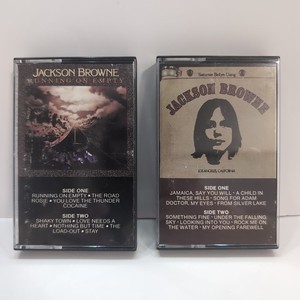 JACKSON BROWNE
RUNNING ON EMPTY
SIDE ONE
RUNNING ON EMPTY • THE ROAD
ROSIE • YOU LOVE THE THUNDER
COCAINE
SIDE TWO
SHAKY TOWN • LOVE NEEDS A
HEART • NOTHING BUT TIME • THE
LOAD-OUT • STAY
Saturate Before Using
JACKSON BROWNE
SIDE ONE
JAMAICA, SAY YOU WILL • A CHILD IN
THESE HILLS • SONG FOR ADAM
DOCTOR, MY EYES • FROM SILVER LAKE
SIDE TWO
SOMETHING FINE • UNDER THE FALLING
SKY • LOOKING INTO YOU • ROCK ME ON
THE WATER • MY OPENING FAREWELL